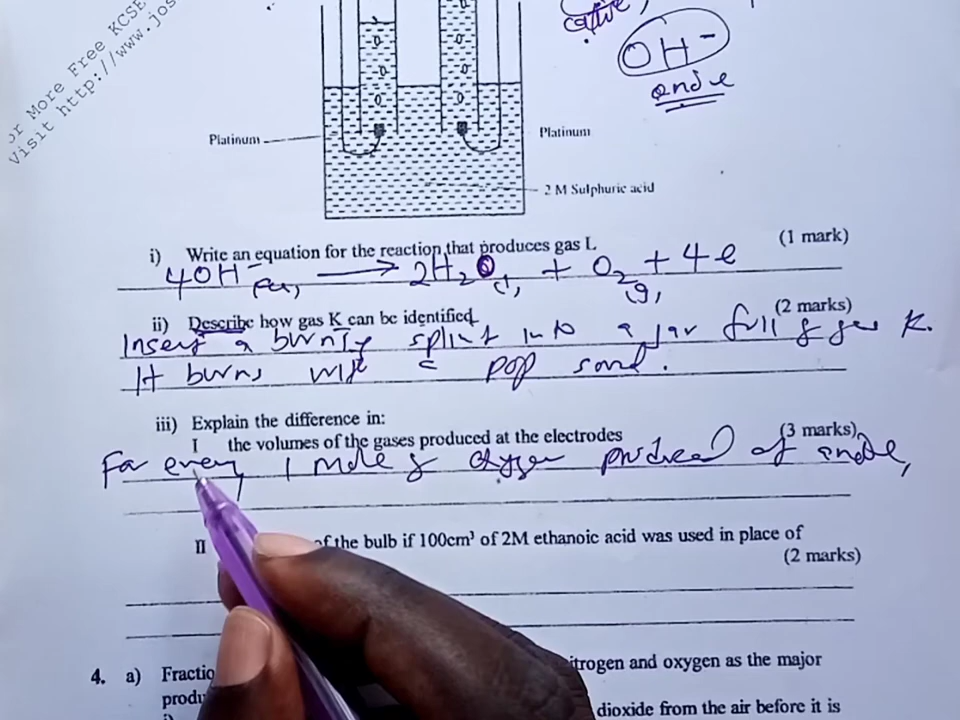 or More Free KCSE
Visit http://www.jos
OH⁻
anode
Platinum
Platinum
2 M Sulphuric acid
i) Write an equation for the reaction that produces gas L (1 mark)
4OH⁻(aq) → 2H₂O(l) + O₂(g) + 4e
ii) Describe how gas K can be identified. (2 marks)
Insert a burning splint into a jar full of gas K.
It burns with a pop sound.
iii) Explain the difference in:
I the volumes of the gases produced at the electrodes (3 marks)
For every 1 mole of oxygen produced at anode,
II of the bulb if 100cm³ of 2M ethanoic acid was used in place of
(2 marks)
4. a) Fractio itrogen and oxygen as the major
produ
i) dioxide from the air before it is